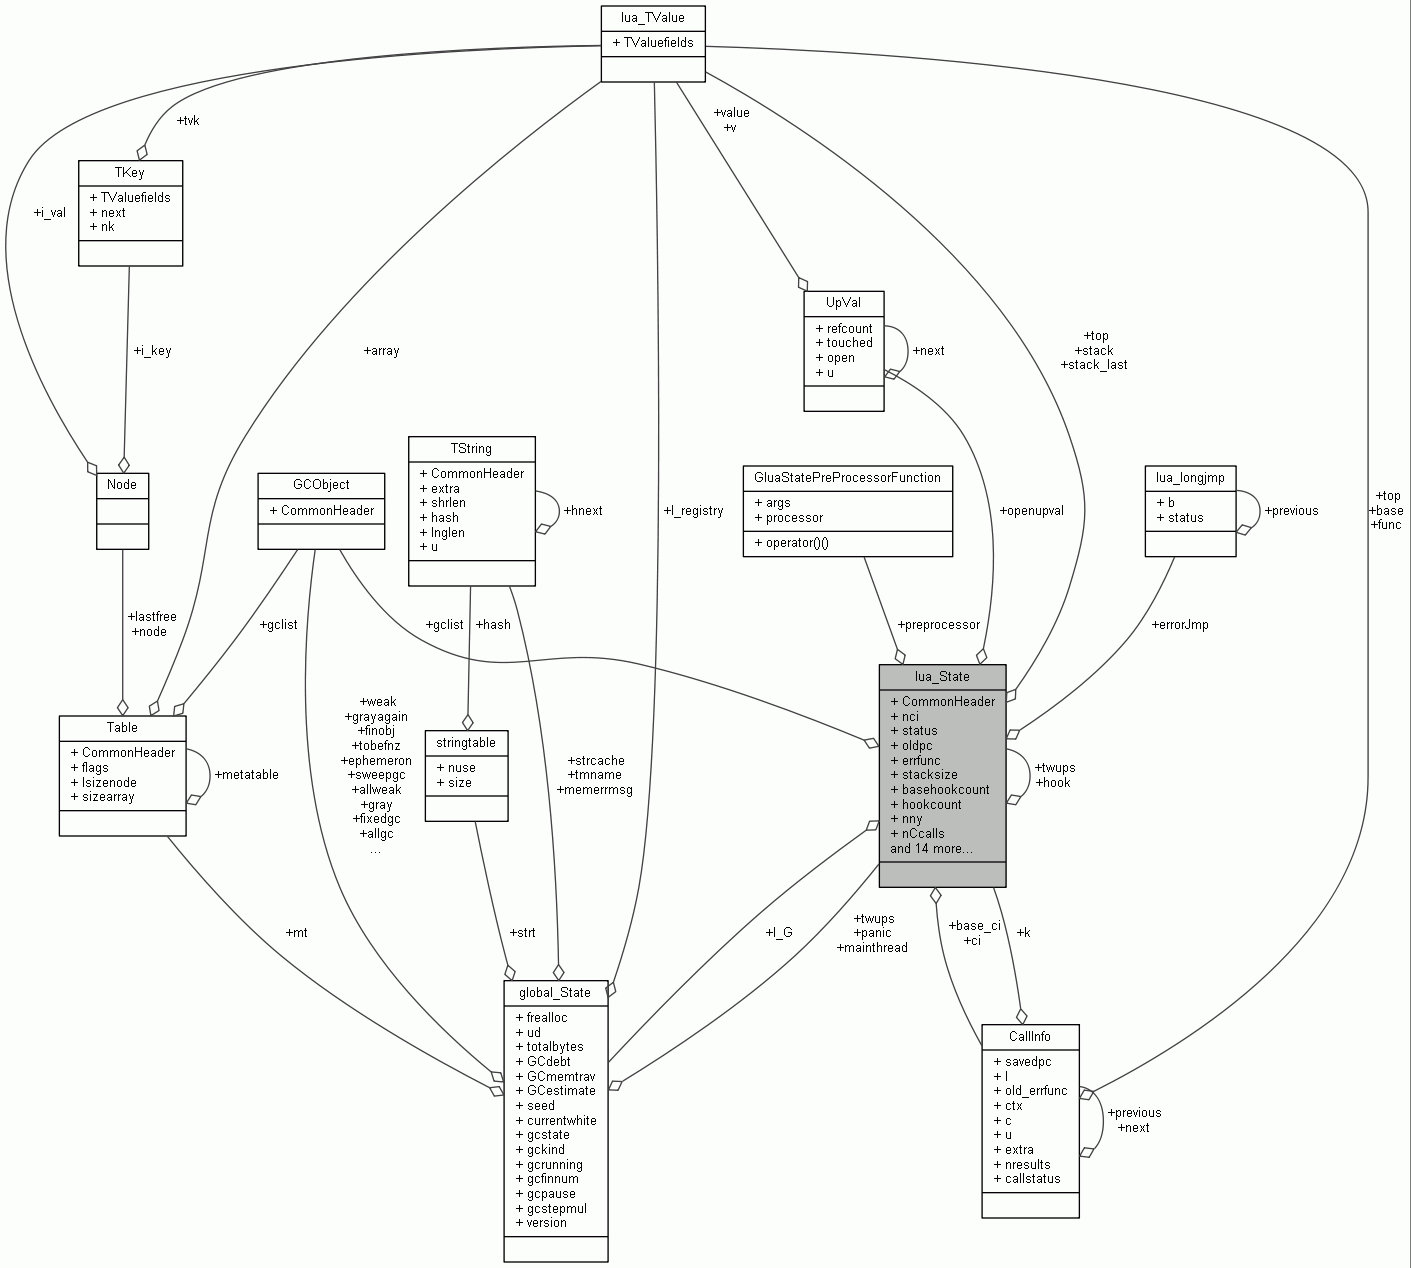 lua_TValue
+ TValuefields
+tvk
+value
+v
TKey
+ TValuefields
+ next
+ nk
+i_val
UpVal
+ refcount
+ touched
+ open
+ u
+next
+i_key
+array
+top
+stack
+stack_last
TString
+ CommonHeader
+ extra
+ shrlen
+ hash
+ lnglen
+ u
+hnext
Node
GCObject
+ CommonHeader
+l_registry
GluaStatePreProcessorFunction
+ args
+ processor
+ operator()()
+openupval
lua_longjmp
+ b
+ status
+previous
+top
+base
+func
+lastfree
+node
+gclist
+gclist
+hash
+preprocessor
+errorJmp
lua_State
+ CommonHeader
+ nci
+ status
+ oldpc
+ errfunc
+ stacksize
+ basehookcount
+ hookcount
+ nny
+ nCcalls
and 14 more...
+twups
+hook
Table
+ CommonHeader
+ flags
+ lsizenode
+ sizearray
+metatable
+weak
+grayagain
+finobj
+tobefnz
+ephemeron
+sweepgc
+allweak
+gray
+fixedgc
+allgc
...
stringtable
+ nuse
+ size
+strcache
+tmname
+memerrmsg
+mt
+strt
+l_G
+twups
+panic
+mainthread
+base_ci
+ci
+k
global_State
+ frealloc
+ ud
+ totalbytes
+ GCdebt
+ GCmemtrav
+ GCestimate
+ seed
+ currentwhite
+ gcstate
+ gckind
+ gcrunning
+ gcfinnum
+ gcpause
+ gcstepmul
+ version
CallInfo
+ savedpc
+ l
+ old_errfunc
+ ctx
+ c
+ u
+ extra
+ nresults
+ callstatus
+previous
+next